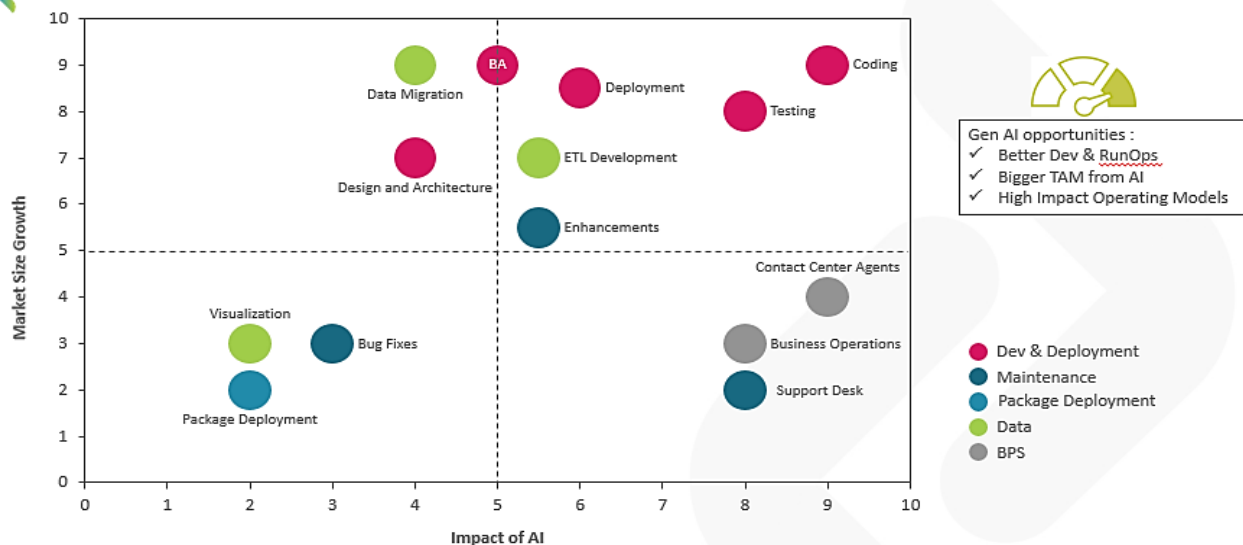 10
9
8
7
6
5
4
3
2
1
0
Market Size Growth
Data Migration
BA
Deployment
Coding
Testing
Design and Architecture
ETL Development
Enhancements
Contact Center Agents
Visualization
Bug Fixes
Business Operations
Package Deployment
Support Desk
0 1 2 3 4 5 6 7 8 9 10
Impact of AI
Gen AI opportunities :
✓ Better Dev & RunOps
✓ Bigger TAM from AI
✓ High Impact Operating Models
Dev & Deployment
Maintenance
Package Deployment
Data
BPS